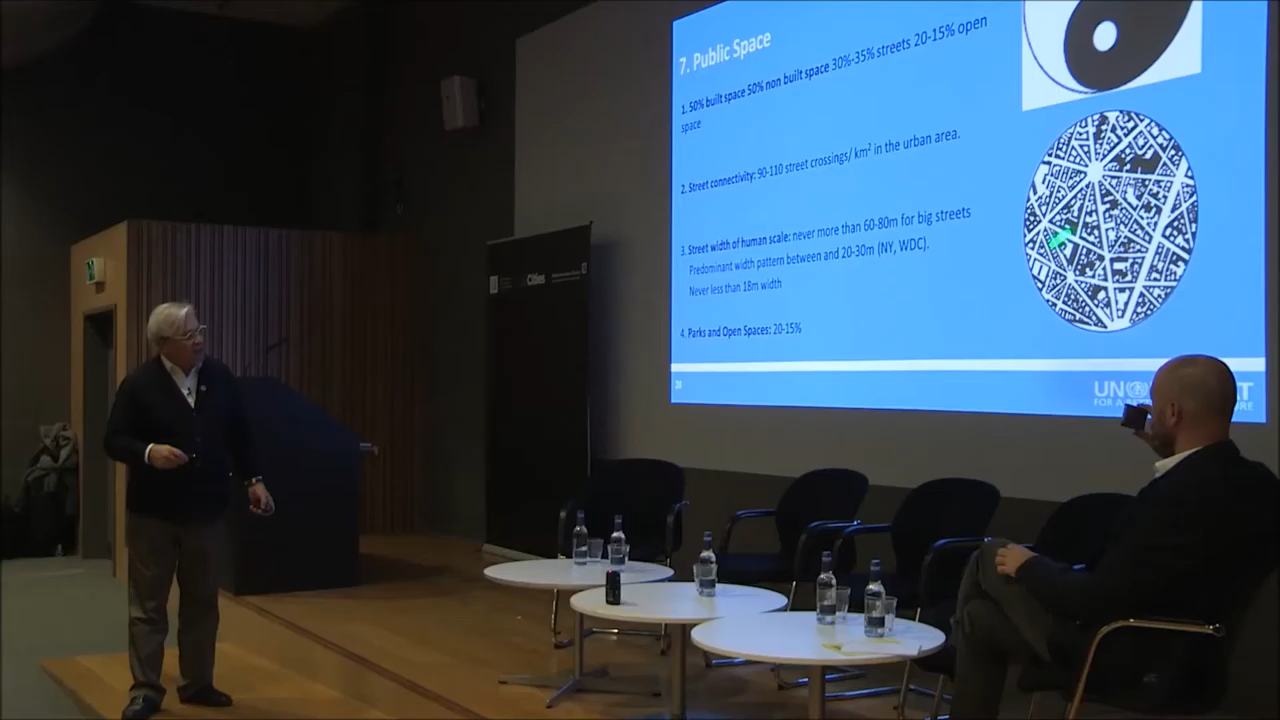 7. Public Space
1. 50% built space 50% non built space 30%-35% streets 20-15% open
space
2. Street connectivity: 90-110 street crossings/ km² in the urban area.
3. Street width of human scale: never more than 60-80m for big streets
Predominant width pattern between and 20-30m (NY, WDC).
Never less than 18m width
4. Parks and Open Spaces: 20-15%
UN
FOR A
Cities